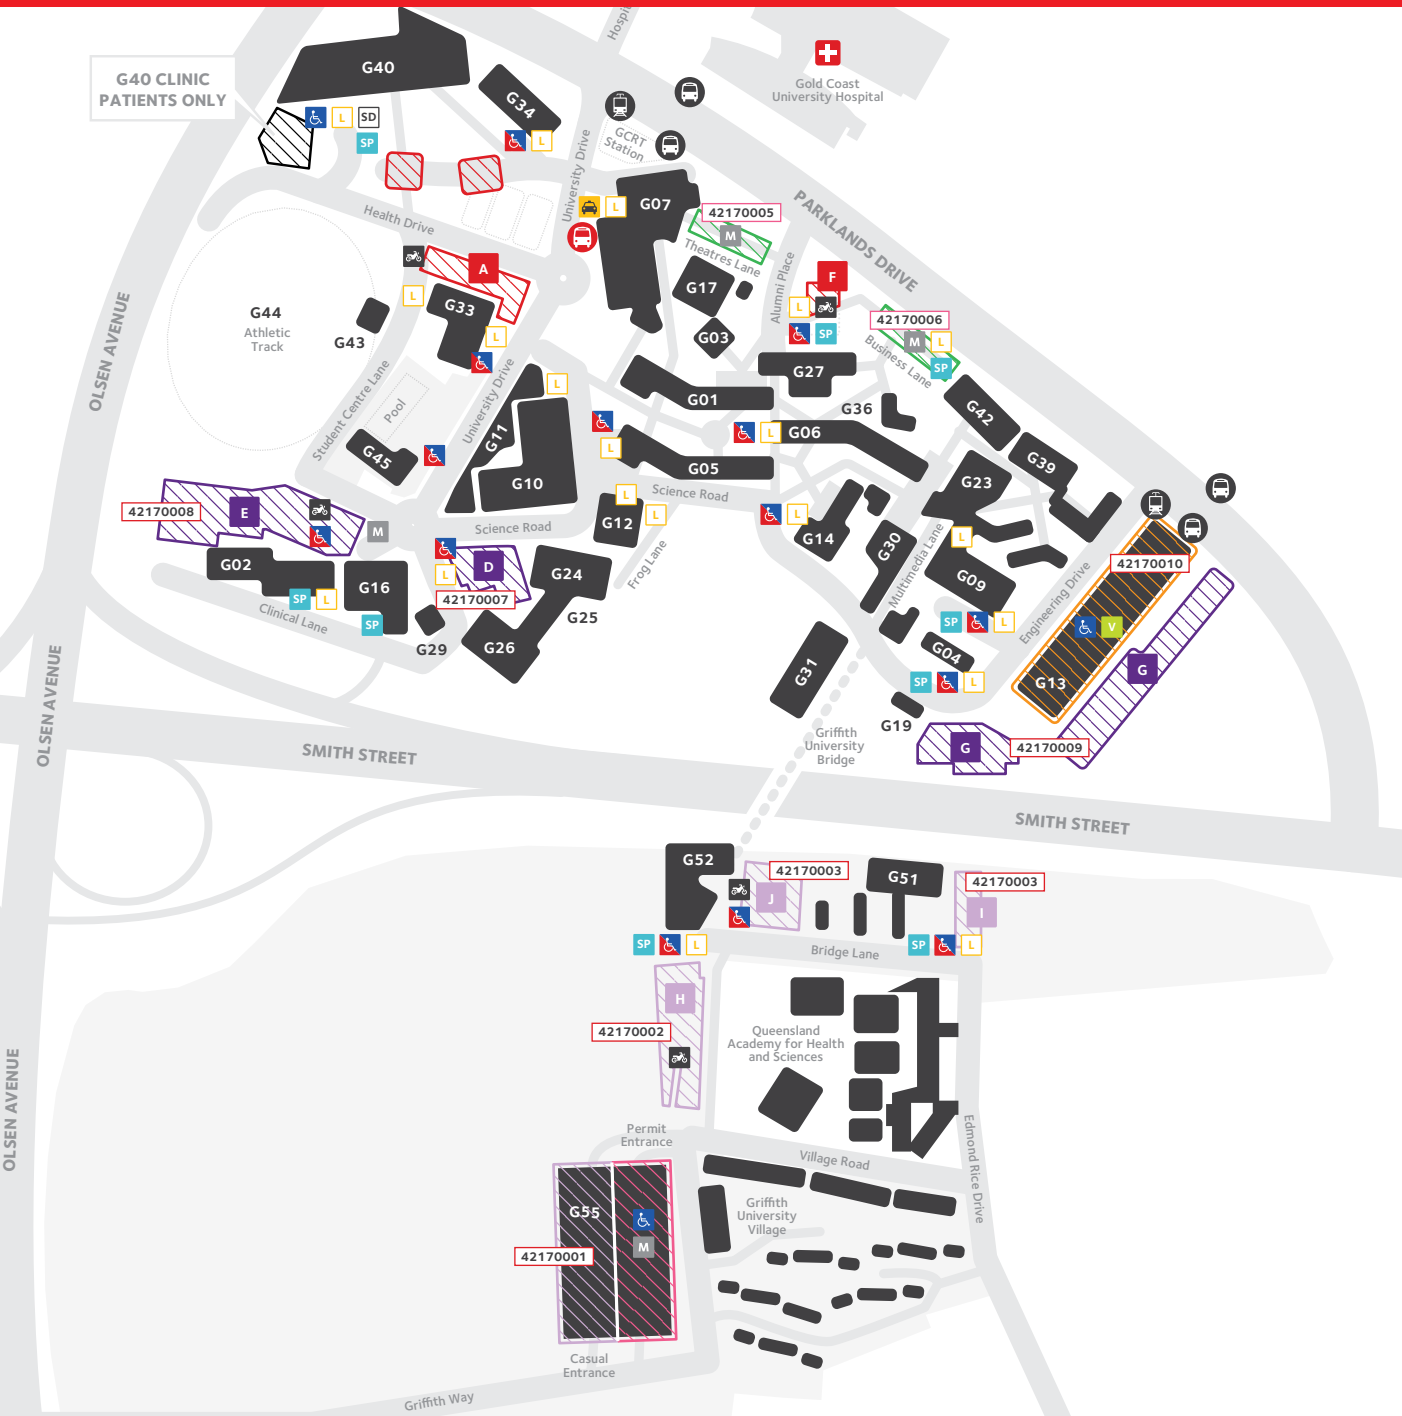 Hospi
G40 CLINIC
PATIENTS ONLY
G40
G34
L
SD
SP
L
GCRT
Station
Gold Coast
University Hospital
University Drive
L
G07
42170005
M
Theatres Lane
PARKLANDS DRIVE
Health Drive
A
L
G33
L
G44
Athletic
Track
G43
G17
G03
Alumni Place
F
L
SP
42170006
M
L
SP
Business Lane
OLSEN AVENUE
Student Centre Lane
Pool
University Drive
L
G45
G11
G10
G01
G27
G36
G42
L
G06
L
G05
G39
G23
Science Road
Science Road
L
L
G12
L
G14
G30
Multimedia Lane
L
G09
42170008
E
M
G02
SP
L
G16
SP
Clinical Lane
G29
L
D
42170007
G24
G25
G26
Frog Lane
G31
SP
L
G04
SP
L
G19
Engineering Drive
42170010
V
G13
G
G
42170009
OLSEN AVENUE
SMITH STREET
Griffith
University
Bridge
SMITH STREET
G52
J
42170003
G51
42170003
I
SP
L
SP
L
Bridge Lane
H
42170002
Queensland
Academy for Health
and Sciences
OLSEN AVENUE
Permit
Entrance
Village Road
Edmond Rice Drive
G55
M
42170001
Griffith
University
Village
Casual
Entrance
Griffith Way